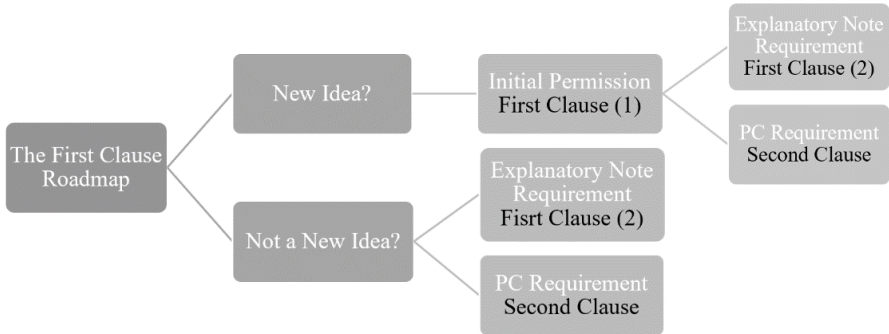 The First Clause
Roadmap
New Idea?
Initial Permission
First Clause (1)
Explanatory Note
Requirement
First Clause (2)
PC Requirement
Second Clause
Not a New Idea?
Explanatory Note
Requirement
Fisrt Clause (2)
PC Requirement
Second Clause